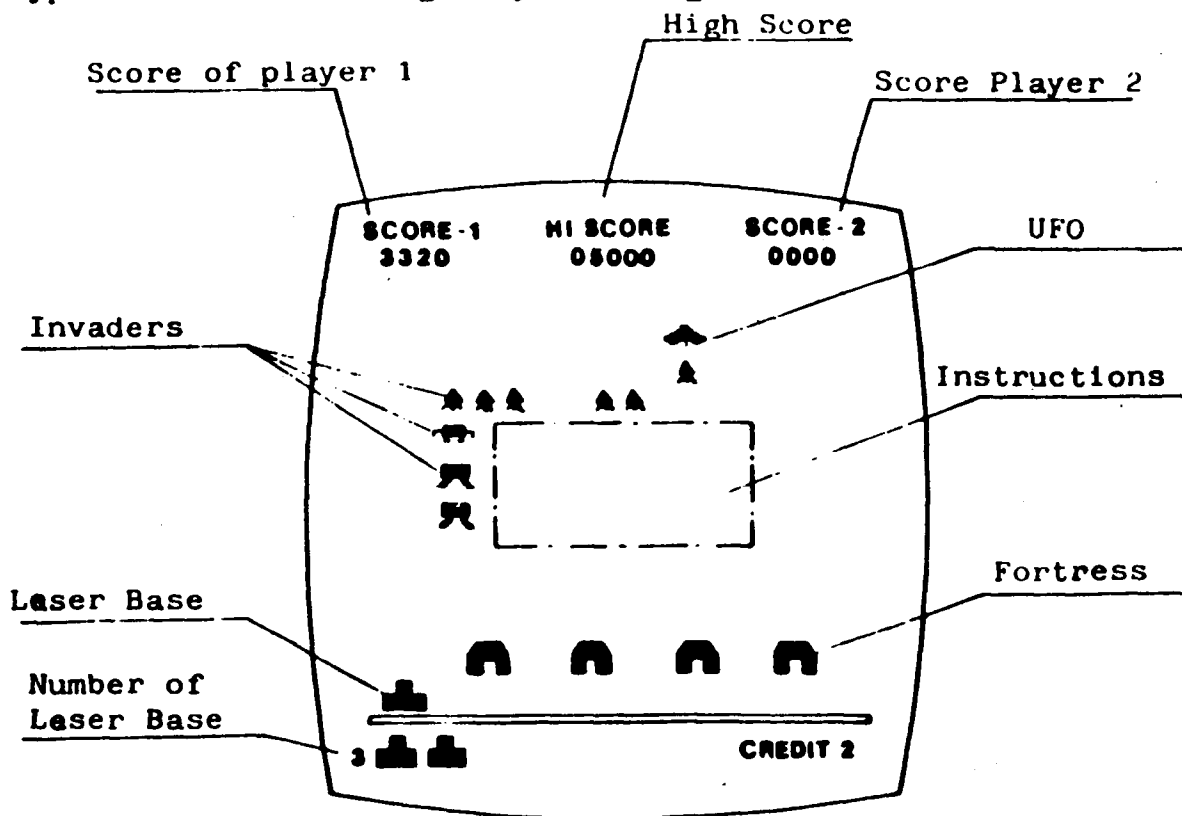 High Score
Score of player 1
Score Player 2
SCORE-1 HI SCORE SCORE-2
3320 05000 0000
UFO
Invaders
Instructions
Fortress
Laser Base
Number of
Laser Base
3 CREDIT 2